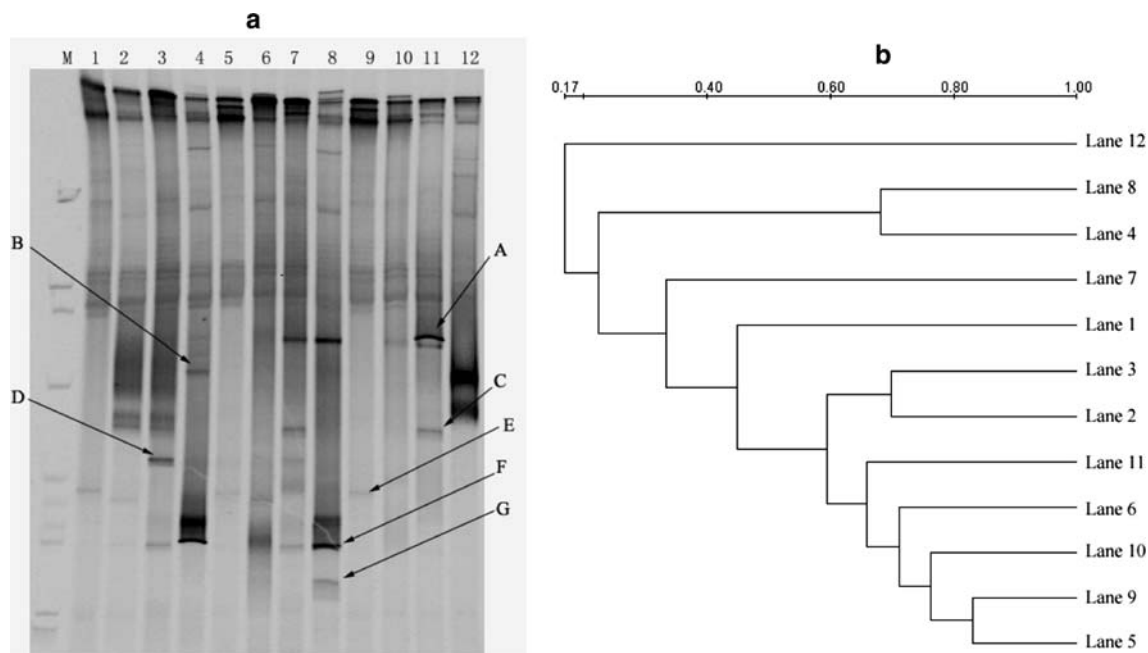 a
M 1 2 3 4 5 6 7 8 9 10 11 12
B
A
D
C
E
F
G
b
0.17 0.40 0.60 0.80 1.00
Lane 12
Lane 8
Lane 4
Lane 7
Lane 1
Lane 3
Lane 2
Lane 11
Lane 6
Lane 10
Lane 9
Lane 5